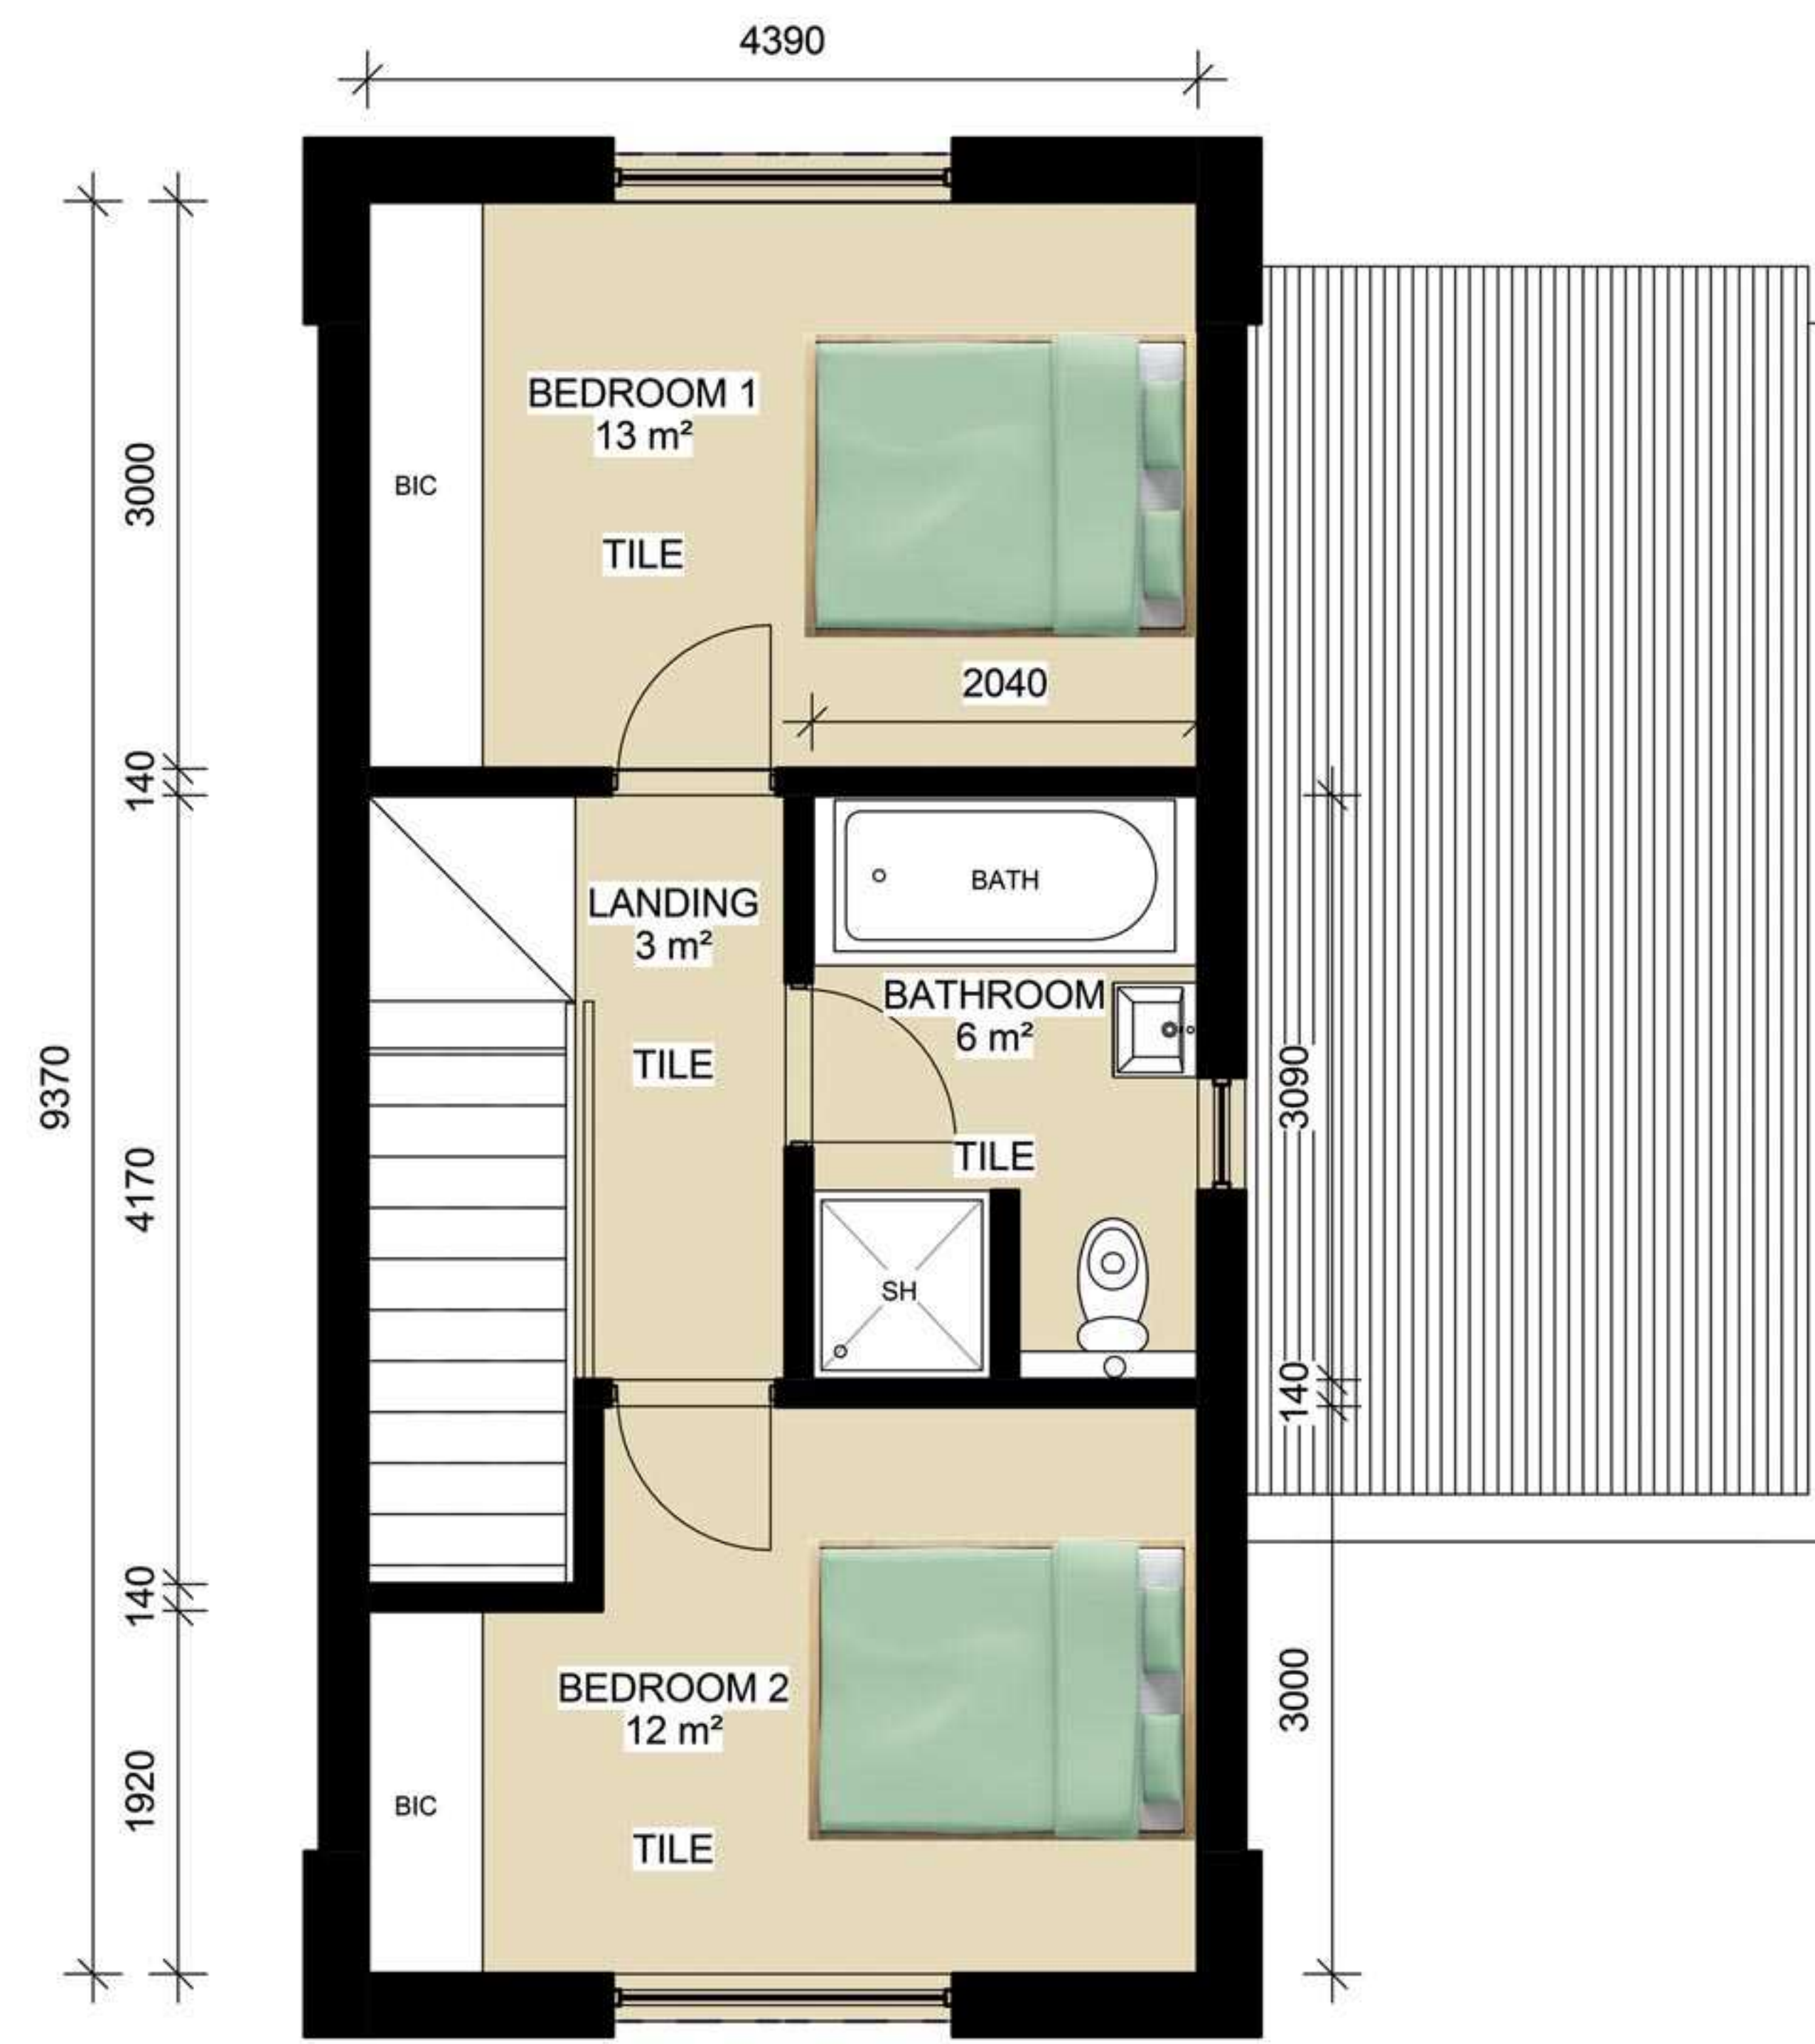 4390
BEDROOM 1
13 m²
BIC
TILE
3000
2040
140
BATH
LANDING
3 m²
BATHROOM
6 m²
TILE
9370
3090
TILE
4170
SH
140
140
BEDROOM 2
12 m²
3000
BIC
1920
TILE